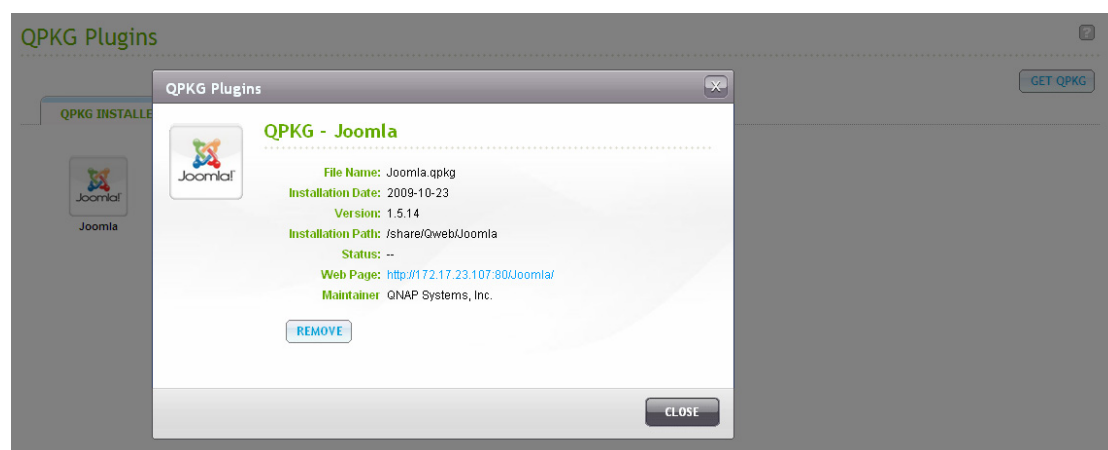 QPKG Plugins
?
GET QPKG
QPKG INSTALLE
Joomla!
Joomla
QPKG Plugins
X
Joomla!
QPKG - Joomla
File Name: Joomla.qpkg
Installation Date: 2009-10-23
Version: 1.5.14
Installation Path: /share/Qweb/Joomla
Status: --
Web Page: http://172.17.23.107:80/Joomla/
Maintainer QNAP Systems, Inc.
REMOVE
CLOSE